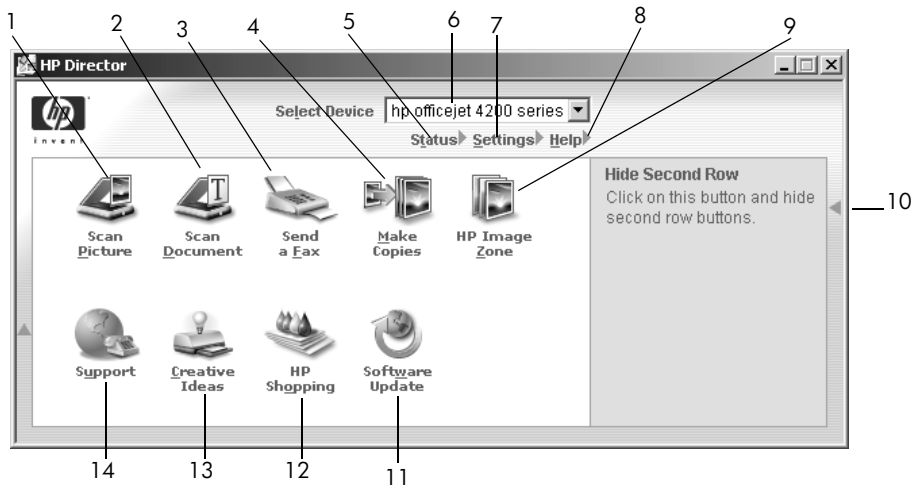 1 2 3 4 5 6 7 8 9
HP Director
hp
invent
Select Device hp officejet 4200 series
Status Settings Help
Scan
Picture
Scan
Document
Send
a Fax
Make
Copies
HP Image
Zone
Hide Second Row
Click on this button and hide
second row buttons.
10
Support
Creative
Ideas
HP
Shopping
Software
Update
14 13 12 11